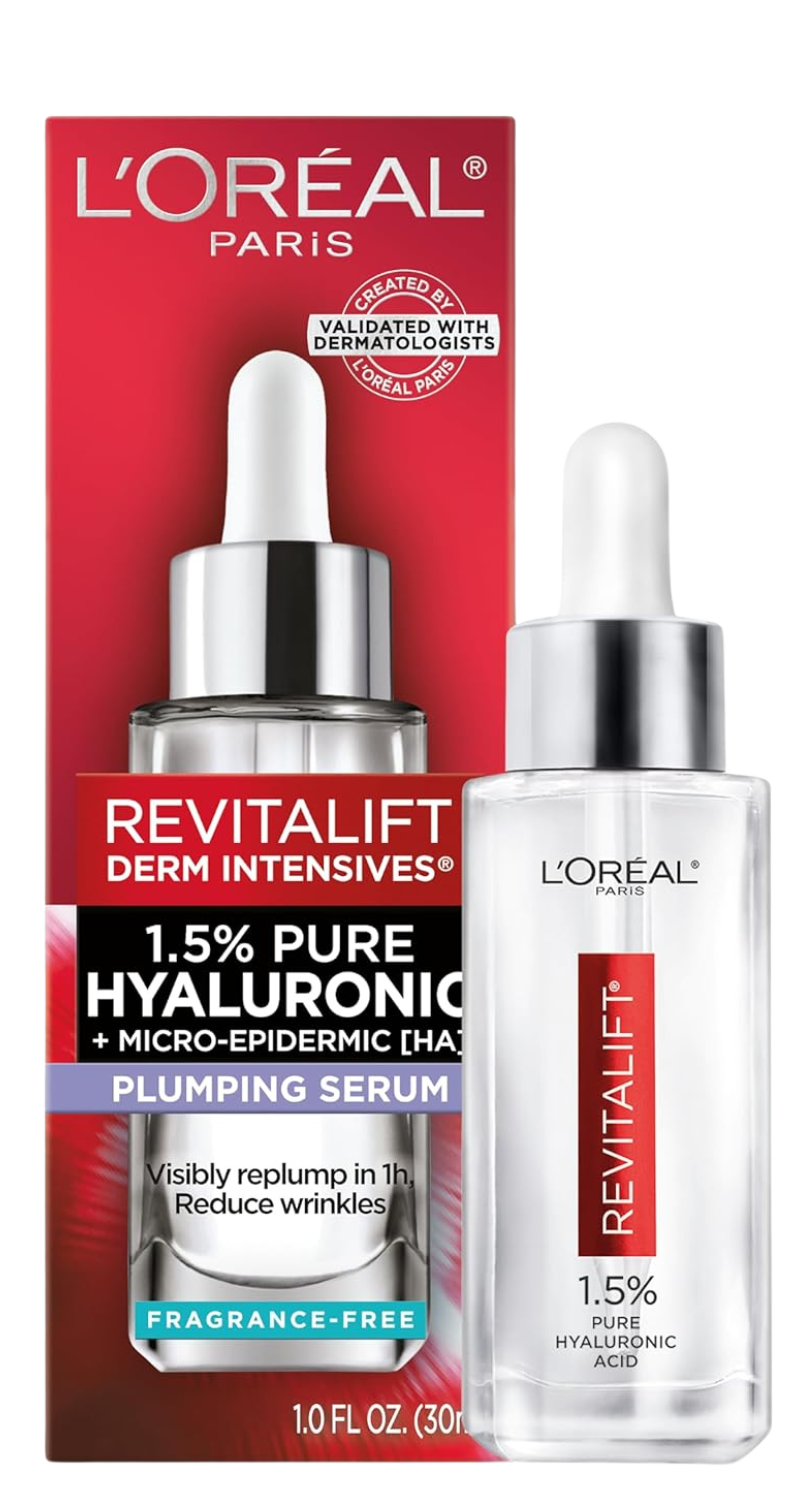 L'ORÉAL®
PARiS
CREATED BY
VALIDATED WITH
DERMATOLOGISTS
L'ORÉAL PARIS
REVITALIFT
DERM INTENSIVES®
1.5% PURE
HYALURONIC
+ MICRO-EPIDERMIC [HA]
PLUMPING SERUM
Visibly replump in 1h,
Reduce wrinkles
FRAGRANCE-FREE
1.0 FL OZ. (30
L'ORÉAL®
PARiS
REVITALIFT®
1.5%
PURE
HYALURONIC
ACID